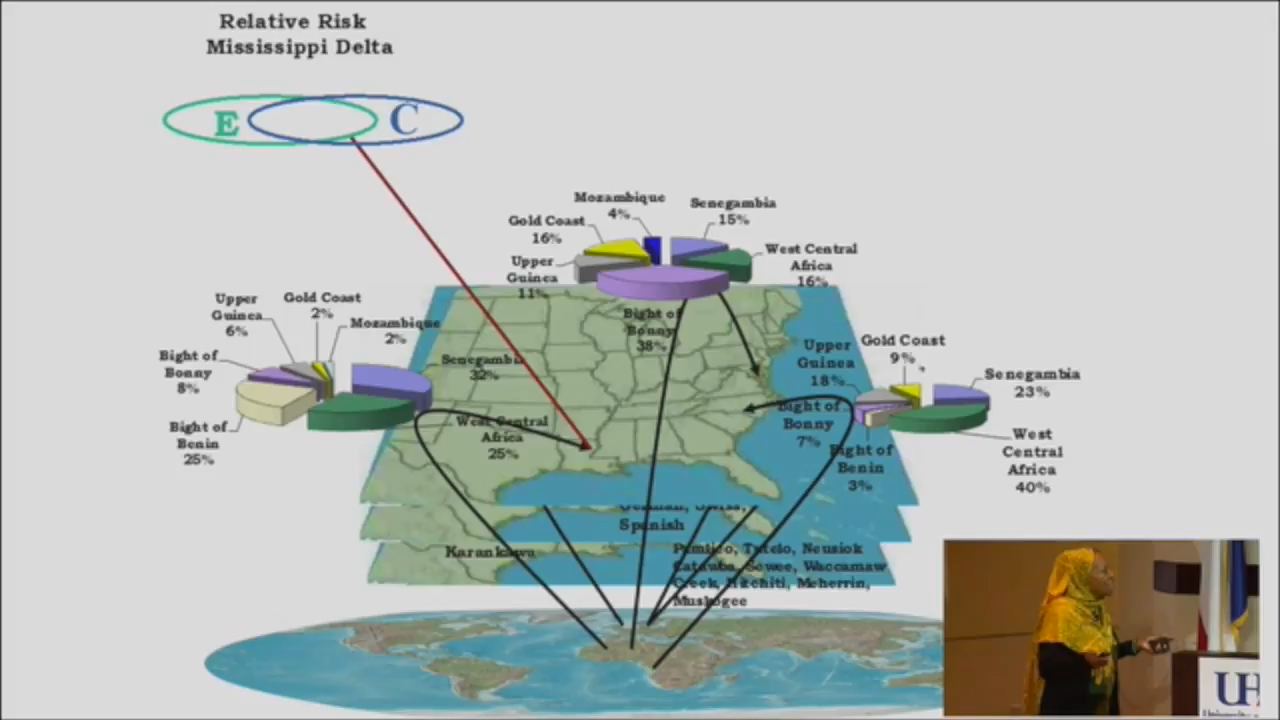 Relative Risk
Mississippi Delta
E
C
Mozambique
4%
Senegambia
15%
Gold Coast
16%
West Central
Africa
16%
Upper
Guinea
11%
Bight of
Bonny
38%
Upper
Guinea
6%
Gold Coast
2%
Mozambique
2%
Bight of
Bonny
8%
Bight of
Benin
25%
Senegambia
32%
West Central
Africa
25%
Upper
Guinea
18%
Gold Coast
9%
Senegambia
23%
Bight of
Bonny
7%
Bight of
Benin
3%
West
Central
Africa
40%
German, Swiss,
Spanish
Karankawa
Pamlico, Tutelo, Neusiok
Catawba, Sewee, Waccamaw
Creek, Hitchiti, Meherrin,
Muskogee